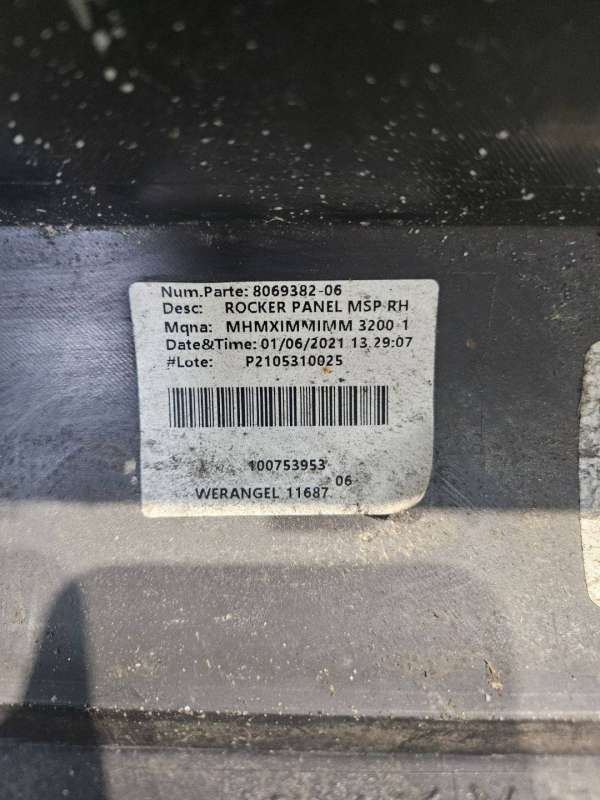 Num.Parte: 8069382-06
Desc: ROCKER PANEL MSP RH
Mqna: MHMXIMMIMM 3200-1
Date&Time: 01/06/2021 13:29:07
#Lote: P2105310025
100753953
06
WERANGEL 11687